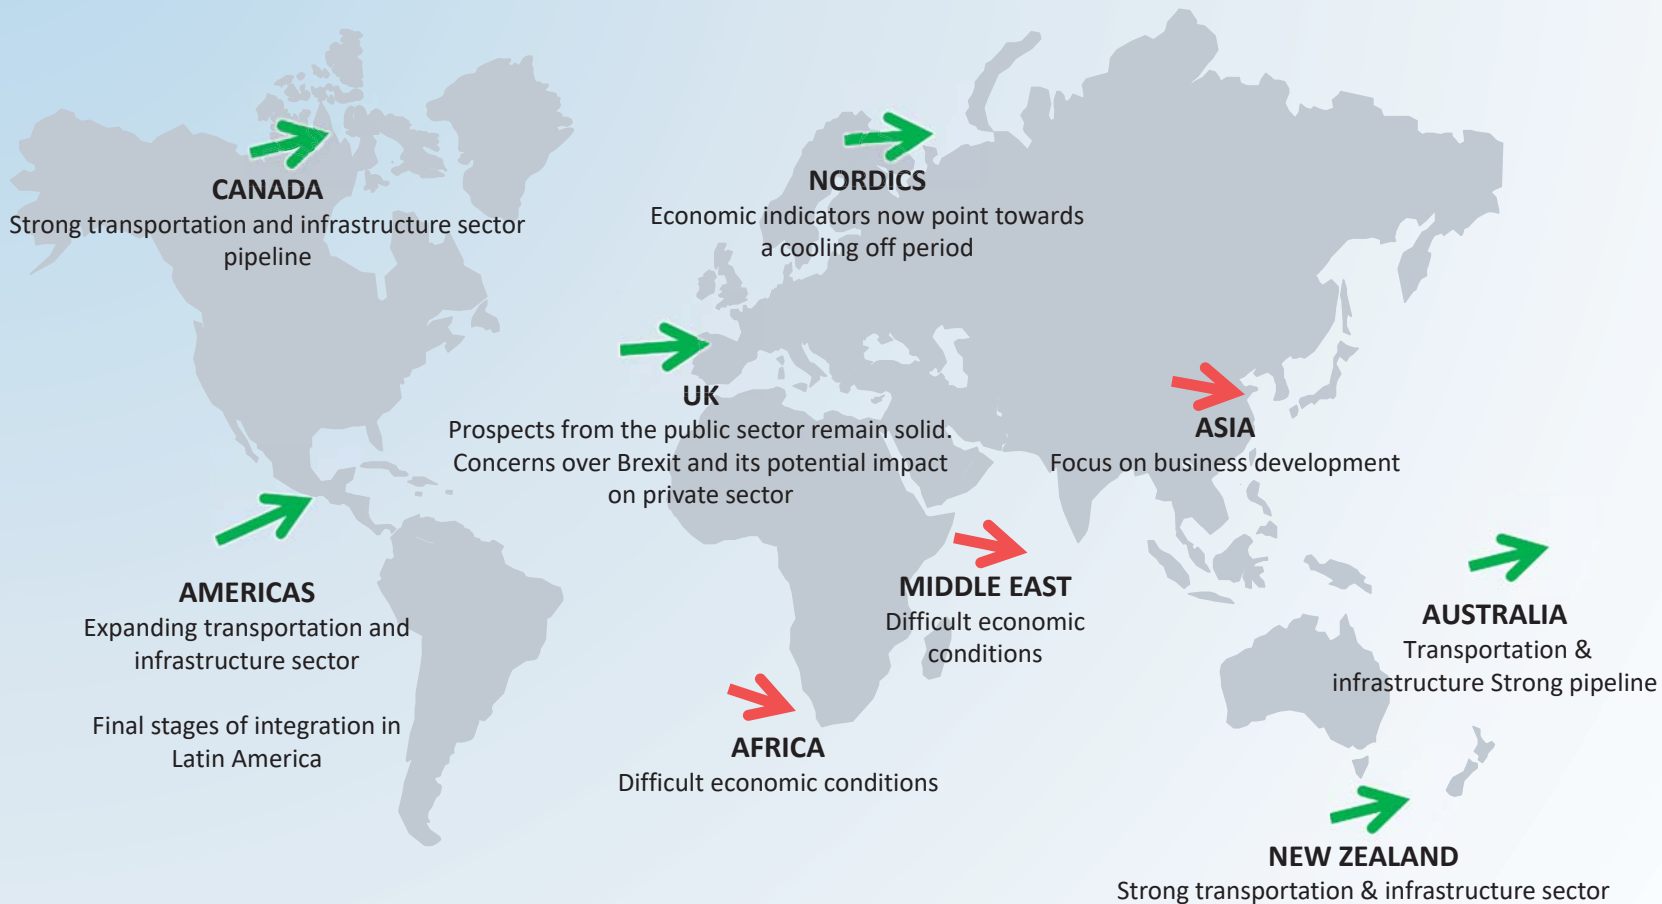 CANADA
Strong transportation and infrastructure sector
pipeline
NORDICS
Economic indicators now point towards
a cooling off period
UK
Prospects from the public sector remain solid.
Concerns over Brexit and its potential impact
on private sector
ASIA
Focus on business development
AMERICAS
Expanding transportation and
infrastructure sector
Final stages of integration in
Latin America
MIDDLE EAST
Difficult economic
conditions
AUSTRALIA
Transportation &
infrastructure Strong pipeline
AFRICA
Difficult economic conditions
NEW ZEALAND
Strong transportation & infrastructure sector